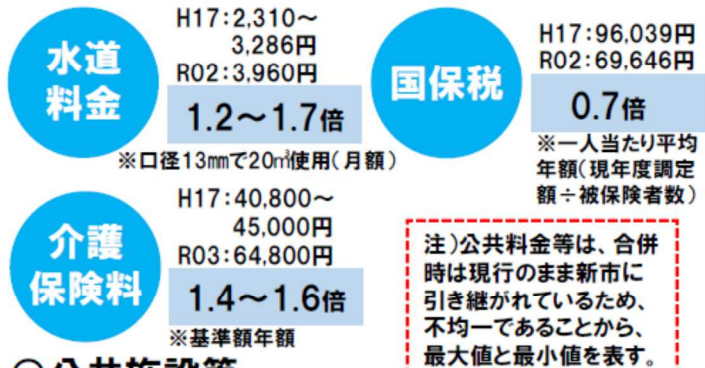 水道
料金
H17:2,310～
3,286円
R02:3,960円
1.2～1.7倍
※口径13㎜で20㎥使用(月額)
国保税
H17:96,039円
R02:69,646円
0.7倍
※一人当たり平均
年額(現年度調定
額÷被保険者数)
介護
保険料
H17:40,800～
45,000円
R03:64,800円
1.4～1.6倍
※基準額年額
注)公共料金等は、合併
時は現行のまま新市に
引き継がれているため、
不均一であることから、
最大値と最小値を表す。
○公共施設等